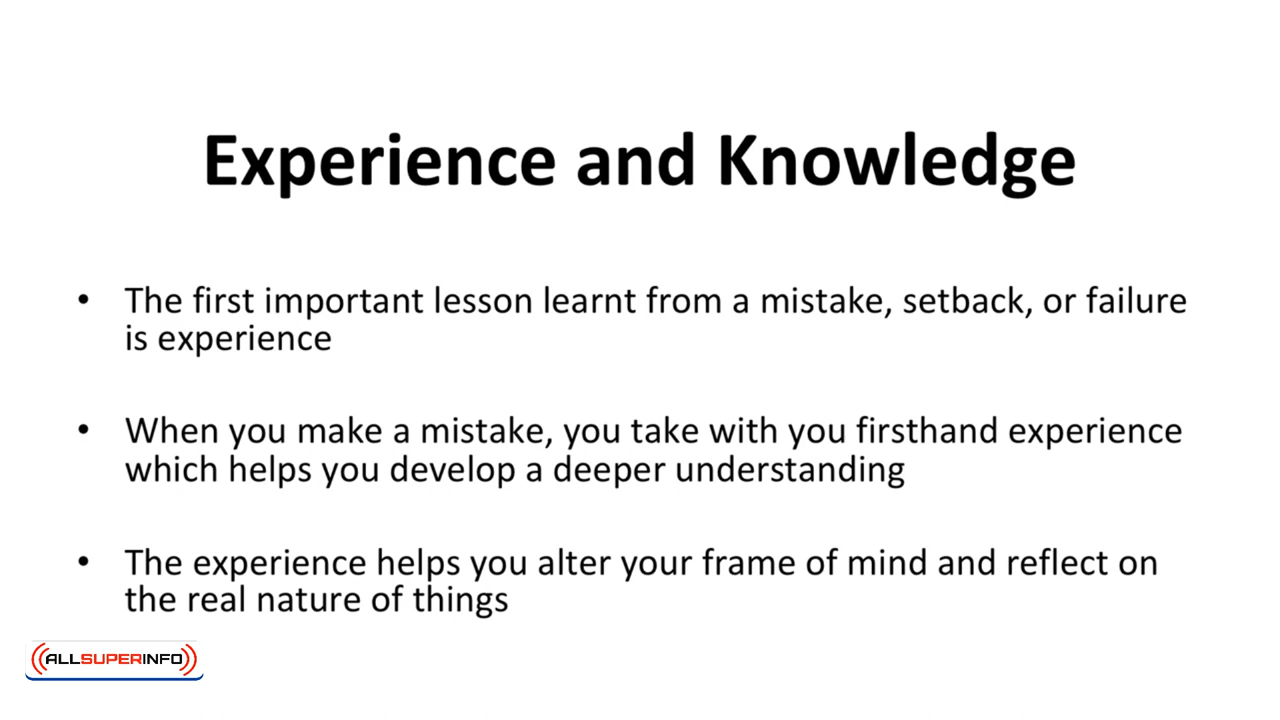 Experience and Knowledge
• The first important lesson learnt from a mistake, setback, or failure
is experience
• When you make a mistake, you take with you firsthand experience
which helps you develop a deeper understanding
• The experience helps you alter your frame of mind and reflect on
the real nature of things
ALLSUPERINFO